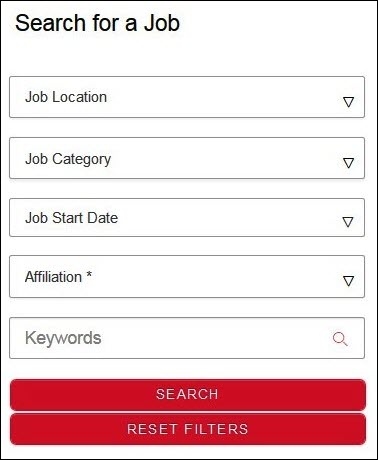 Search for a Job
Job Location
Job Category
Job Start Date
Affiliation *
Keywords
SEARCH
RESET FILTERS